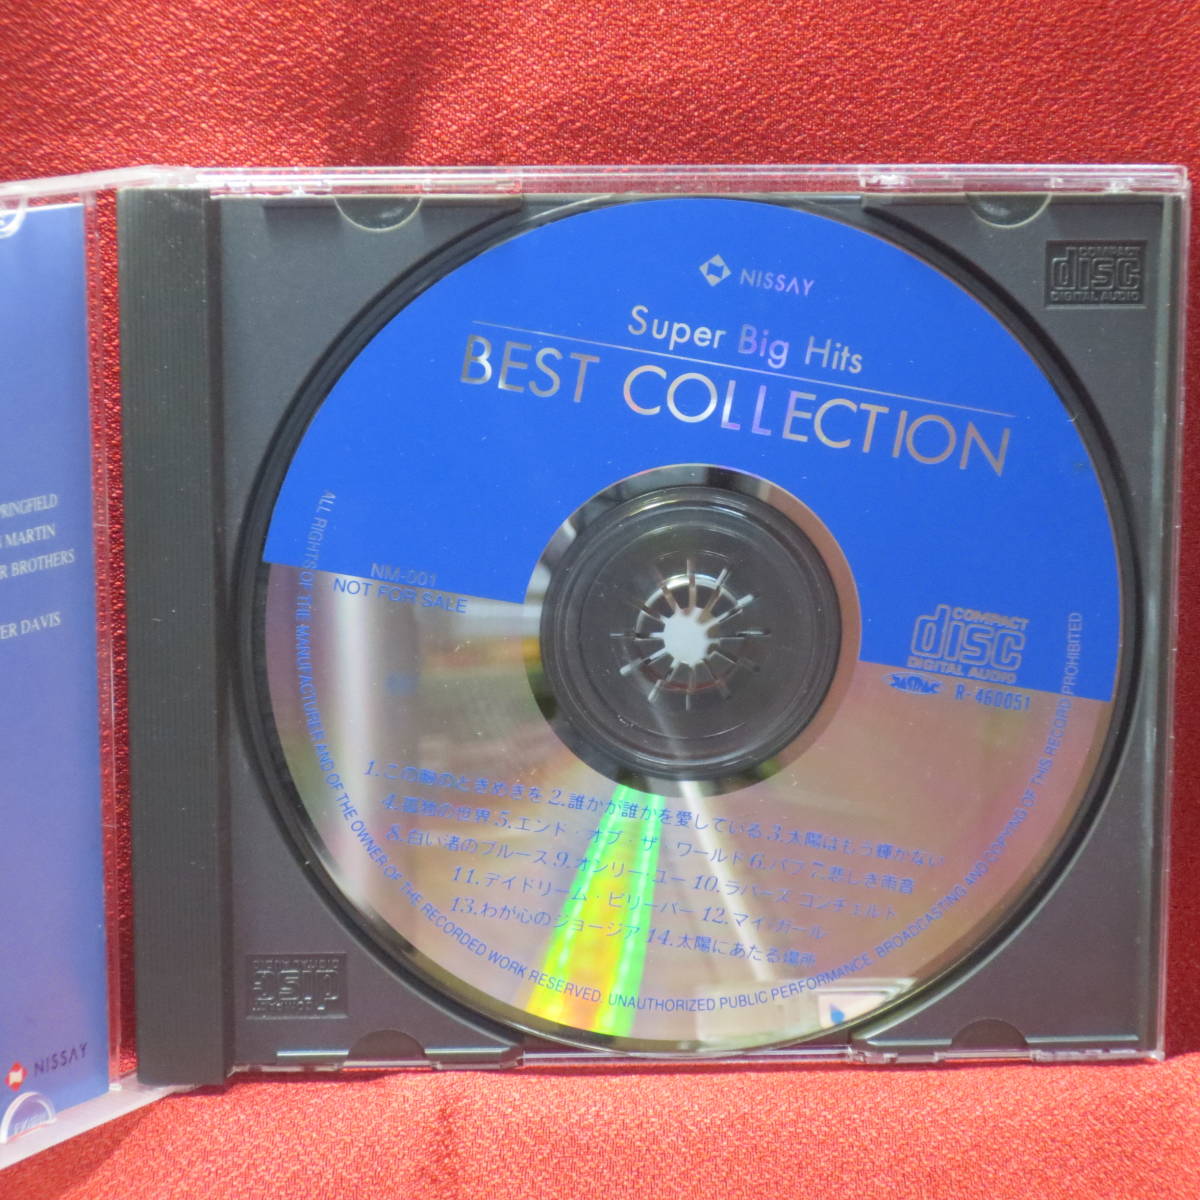 NISSAY
Super Big Hits
BEST COLLECTION
NM-001
NOT FOR SALE
COMPACT
disc
DIGITAL AUDIO
R-460051
1.この胸のときめきを 2.誰かが誰かを愛している 3.太陽はもう輝かない
4.孤独の世界 5.エンド・オブ・ザ ワールド 6.パフ 7.悲しき雨音
8.白い渚のブルース 9.オンリー・ユー 10.ラバーズ コンチェルト
11.デイドリーム・ビリーバー 12.マイ・ガール
13.わが心のジョージア 14.太陽にあたる場所
ALL RIGHTS OF THE MANUFACTURE AND OF THE OWNER OF THE RECORDED WORK RESERVED. UNAUTHORIZED PUBLIC PERFORMANCE. BROADCASTING AND COPYING OF THIS RECORD PROHIBITED
COMPACT
disc
DIGITAL AUDIO
COMPACT
disc
DIGITAL AUDIO
PRINGFIELD
MARTIN
R BROTHERS
ER DAVIS
NISSAY